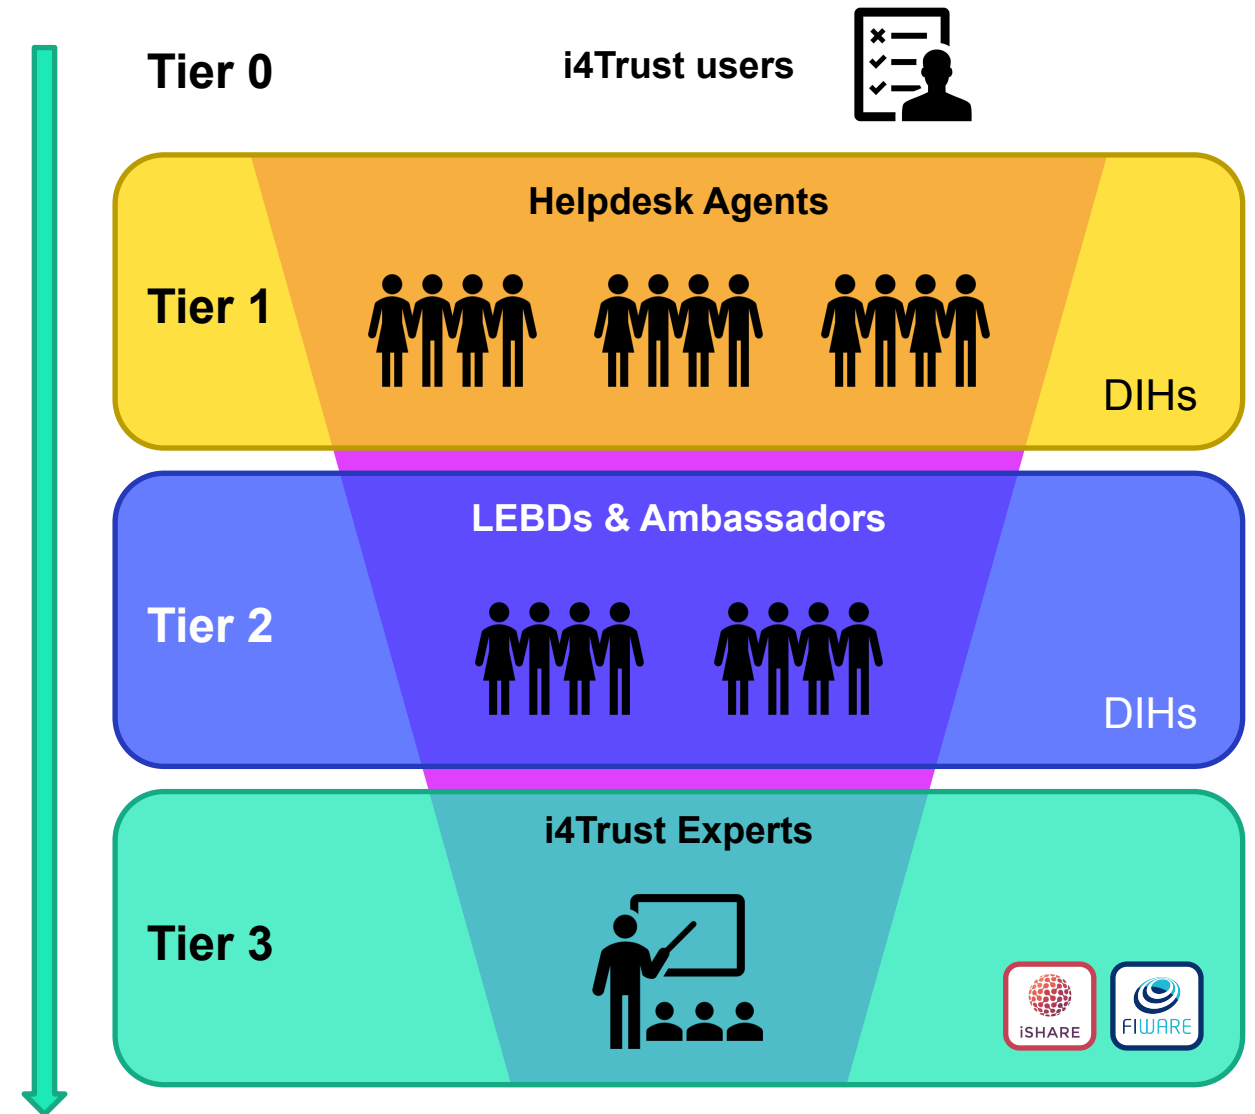 Tier 0
i4Trust users
Helpdesk Agents
Tier 1
DIHs
LEBDs & Ambassadors
Tier 2
DIHs
i4Trust Experts
Tier 3
iSHARE
FIWARE